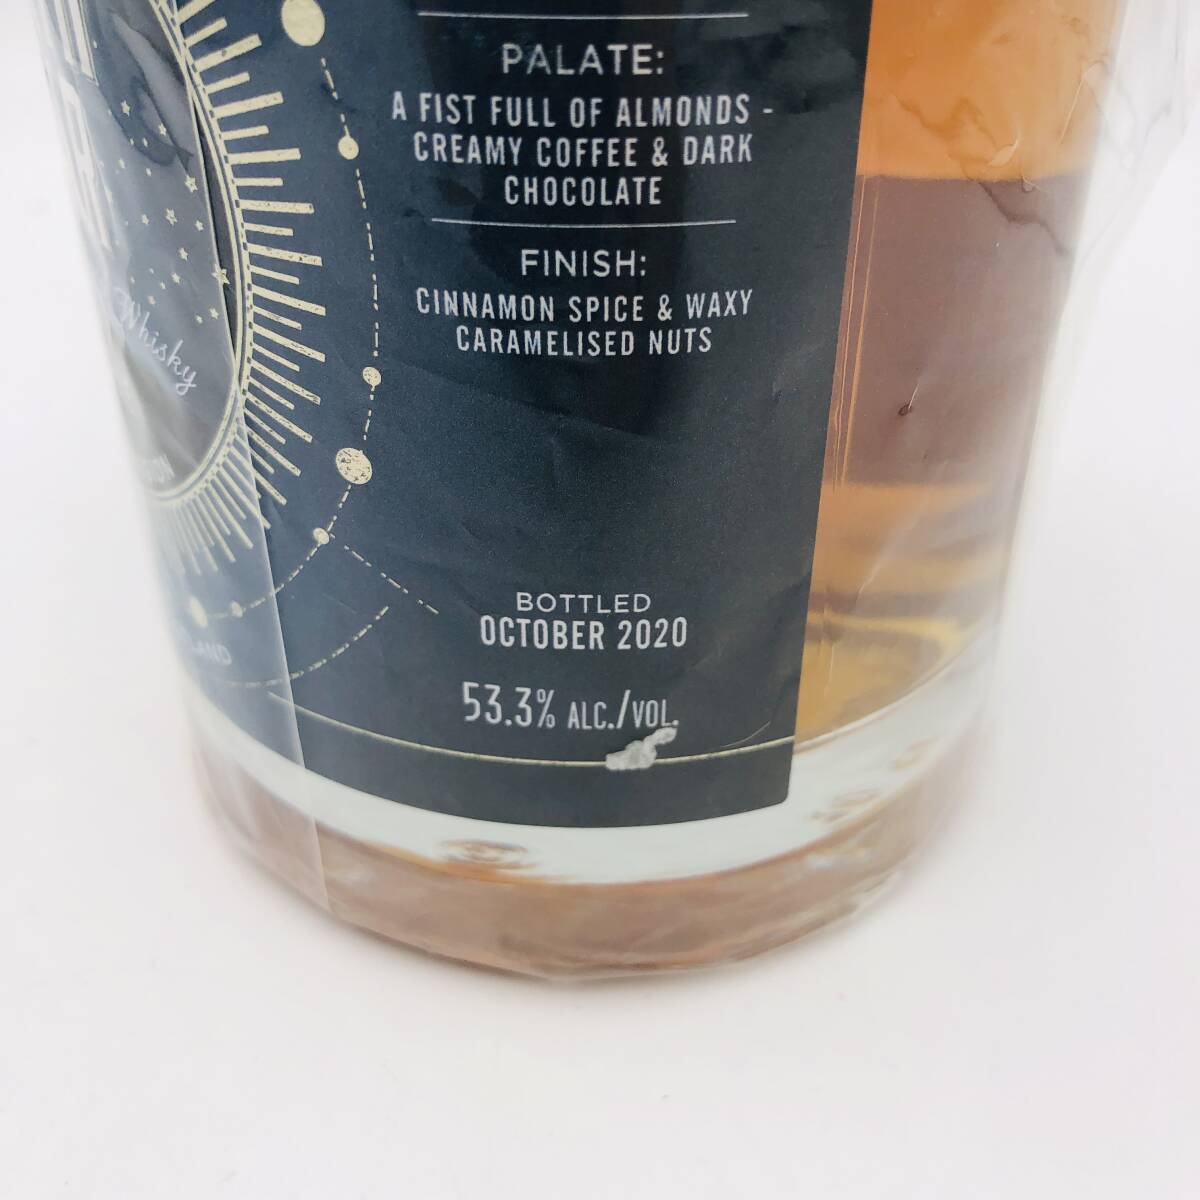 PALATE:
A FIST FULL OF ALMONDS -
CREAMY COFFEE & DARK
CHOCOLATE
FINISH:
CINNAMON SPICE & WAXY
CARAMELISED NUTS
Whisky
BOTTLED
OCTOBER 2020
53.3% ALC./VOL.